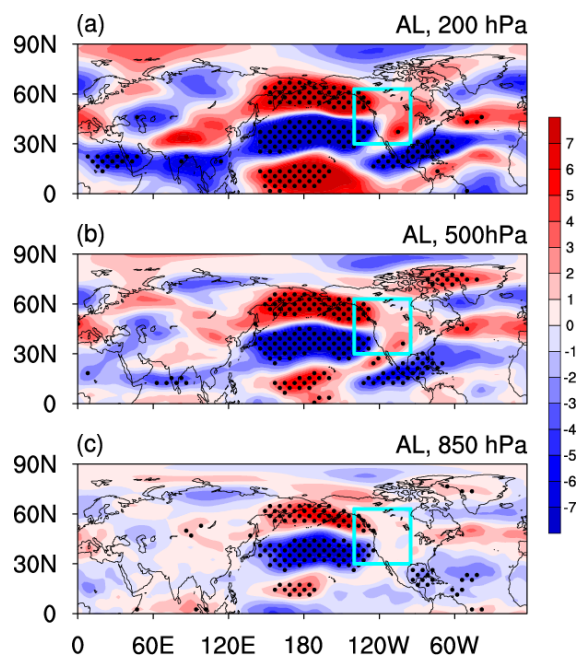 (a) AL, 200 hPa
90N
60N
30N
0
(b) AL, 500hPa
90N
60N
30N
0
(c) AL, 850 hPa
90N
60N
30N
0
0 60E 120E 180 120W 60W
7
6
5
4
3
2
1
0
-1
-2
-3
-4
-5
-6
-7